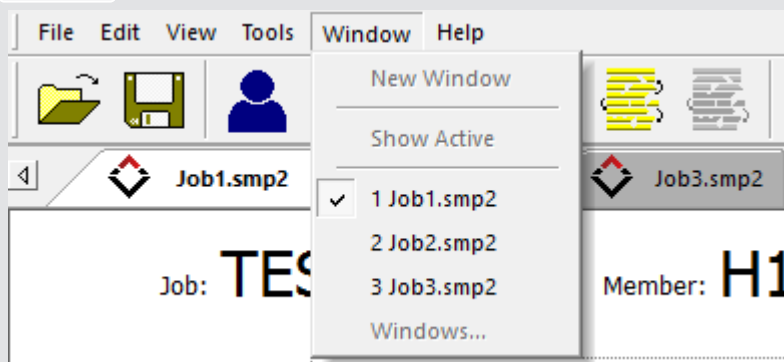 File Edit View Tools Window Help
New Window
Show Active
Job1.smp2
Job3.smp2
1 Job1.smp2
2 Job2.smp2
3 Job3.smp2
Windows...
Job:
Member: H1